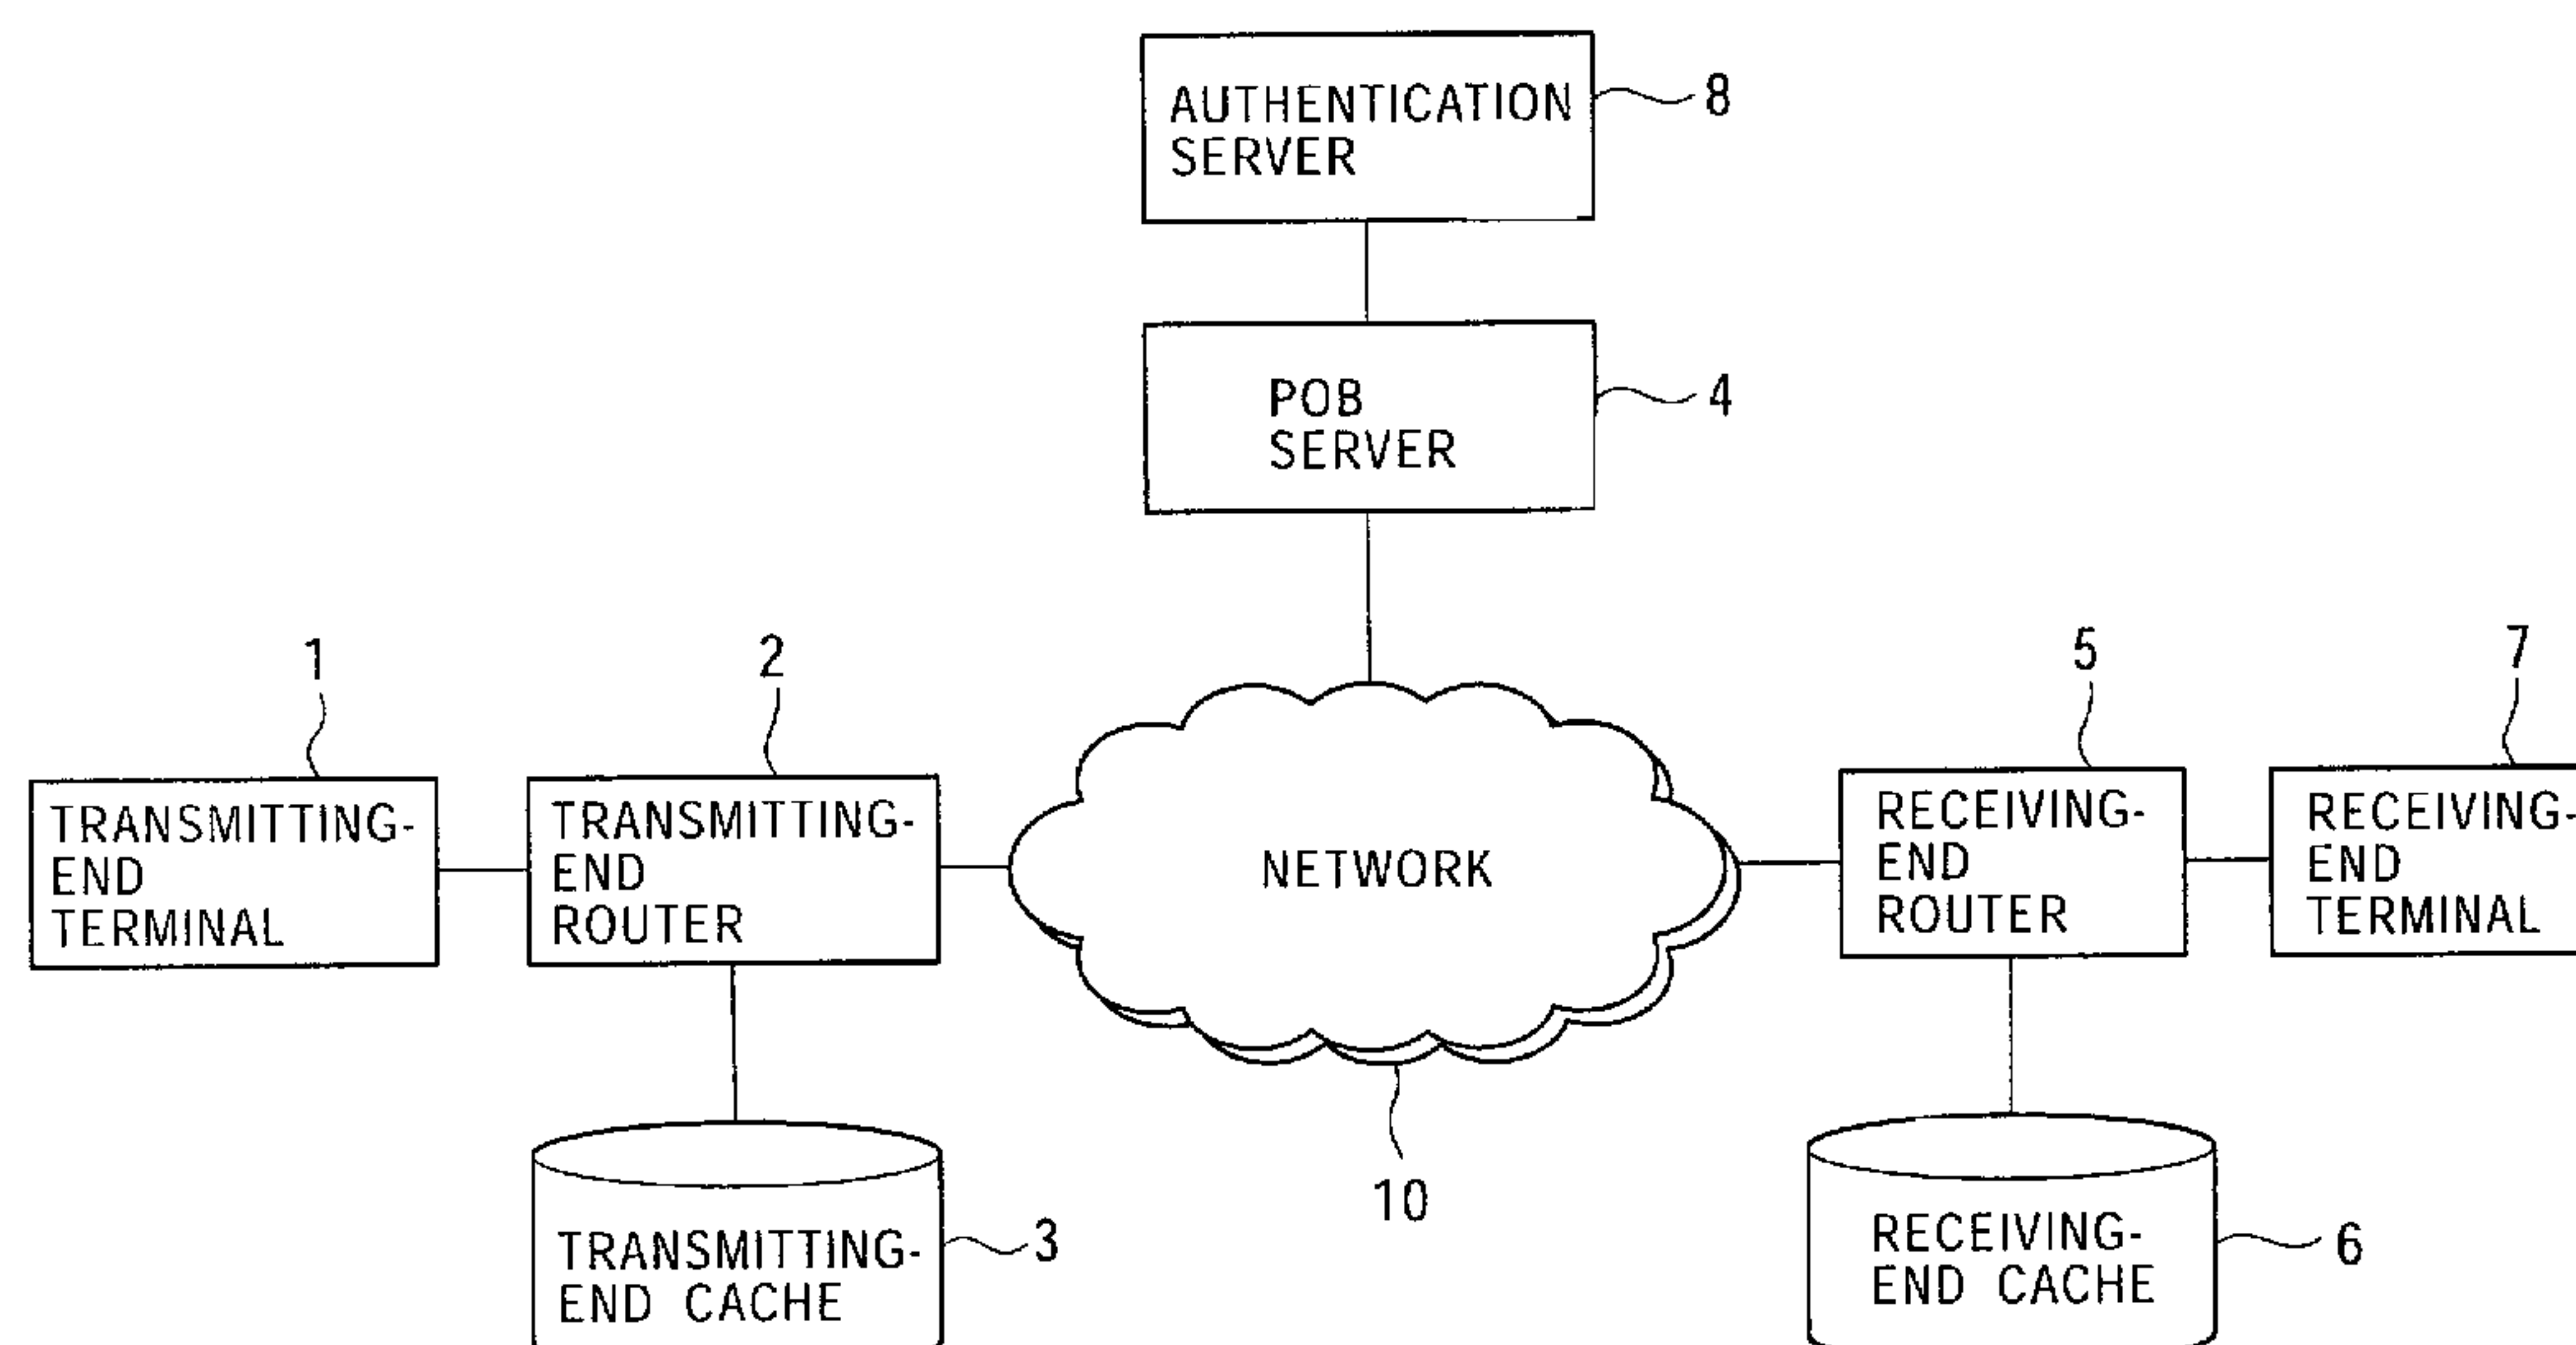 AUTHENTICATION
SERVER
8
POB
SERVER
4
1
2
5
7
TRANSMITTING-
END
TERMINAL
TRANSMITTING-
END
ROUTER
NETWORK
RECEIVING-
END
ROUTER
RECEIVING-
END
TERMINAL
10
TRANSMITTING-
END CACHE
3
RECEIVING-
END CACHE
6